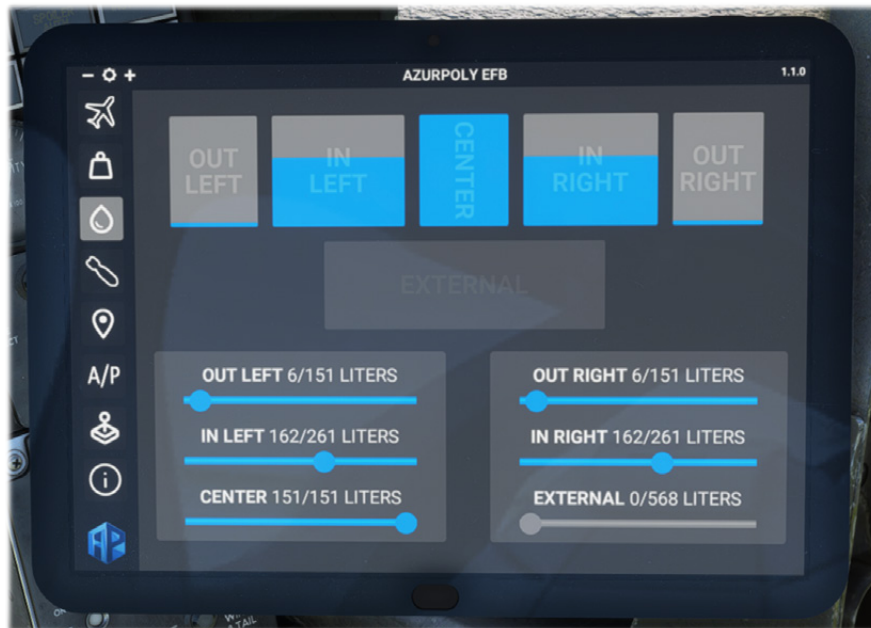 AZURPOLY EFB
1.1.0
OUT
LEFT
IN
LEFT
CENTER
IN
RIGHT
OUT
RIGHT
EXTERNAL
A/P
OUT LEFT 6/151 LITERS
OUT RIGHT 6/151 LITERS
IN LEFT 162/261 LITERS
IN RIGHT 162/261 LITERS
CENTER 151/151 LITERS
EXTERNAL 0/568 LITERS
AP
TAIL